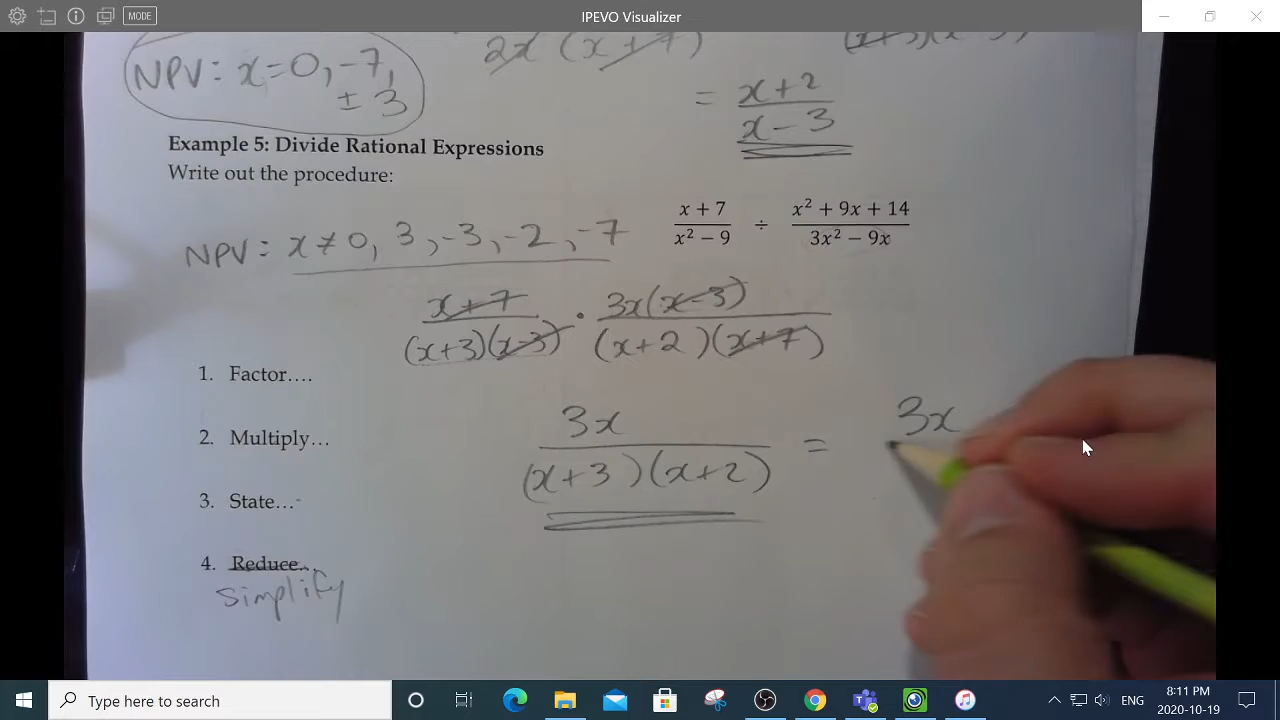 IPEVO Visualizer
MODE
NPV: x=0, -7,
± 3
2x (x+7)
= x+2
x-3
Example 5: Divide Rational Expressions
Write out the procedure:
x + 7 ÷ x² + 9x + 14
x² − 9 3x² − 9x
NPV: x≠0, 3, -3, -2, -7
x+7 · 3x(x-3)
(x+3)(x-3) (x+2)(x+7)
1. Factor….
3x = 3x
(x+3)(x+2)
2. Multiply…
3. State…
4. Reduce…
Simplify
Type here to search
ENG
8:11 PM
2020-10-19